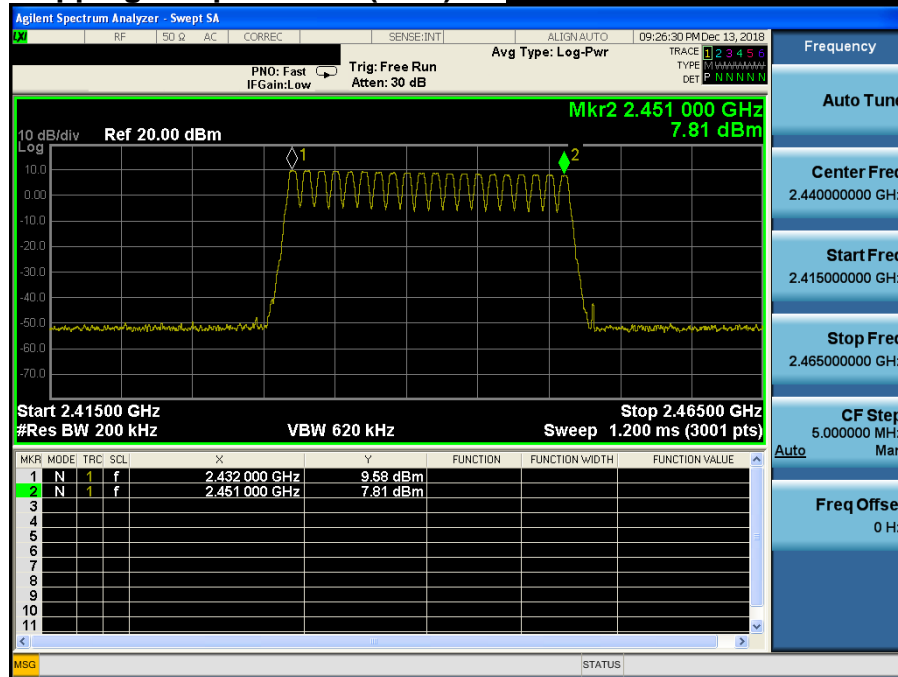 Agilent Spectrum Analyzer - Swept SA
LXI RF 50 Ω AC CORREC SENSE:INT ALIGN AUTO 09:26:30 PM Dec 13, 2018
PNO: Fast Trig: Free Run Avg Type: Log-Pwr TRACE 1 2 3 4 5 6
IFGain:Low Atten: 30 dB TYPE M
DET P N N N N N
Mkr2 2.451 000 GHz
7.81 dBm
10 dB/div Ref 20.00 dBm
Log
1
2
10.0
0.00
-10.0
-20.0
-30.0
-40.0
-50.0
-60.0
-70.0
Start 2.41500 GHz Stop 2.46500 GHz
#Res BW 200 kHz VBW 620 kHz Sweep 1.200 ms (3001 pts)
MKR MODE TRC SCL X Y FUNCTION FUNCTION WIDTH FUNCTION VALUE
1 N 1 f 2.432 000 GHz 9.58 dBm
2 N 1 f 2.451 000 GHz 7.81 dBm
3
4
5
6
7
8
9
10
11
MSG STATUS
Frequency
Auto Tune
Center Freq
2.440000000 GHz
Start Freq
2.415000000 GHz
Stop Freq
2.465000000 GHz
CF Step
5.000000 MHz
Auto Man
Freq Offset
0 Hz